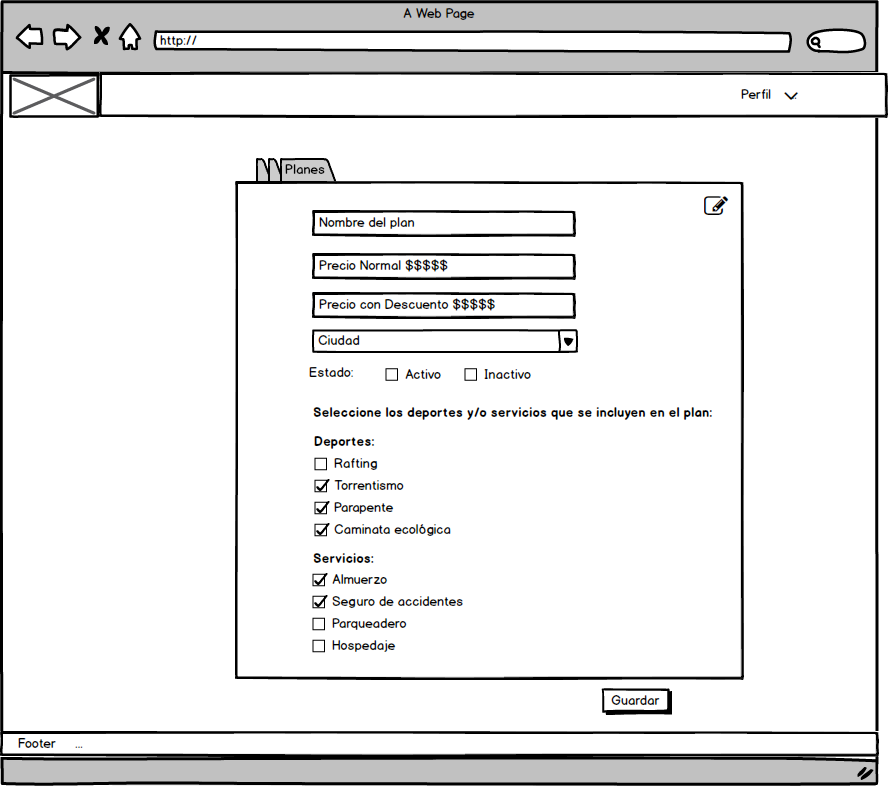 A Web Page
http://
Perfil
Planes
Nombre del plan
Precio Normal $$$$$
Precio con Descuento $$$$$
Ciudad
Estado: Activo Inactivo
Seleccione los deportes y/o servicios que se incluyen en el plan:
Deportes:
Rafting
Torrentismo
Parapente
Caminata ecológica
Servicios:
Almuerzo
Seguro de accidentes
Parqueadero
Hospedaje
Guardar
Footer ...